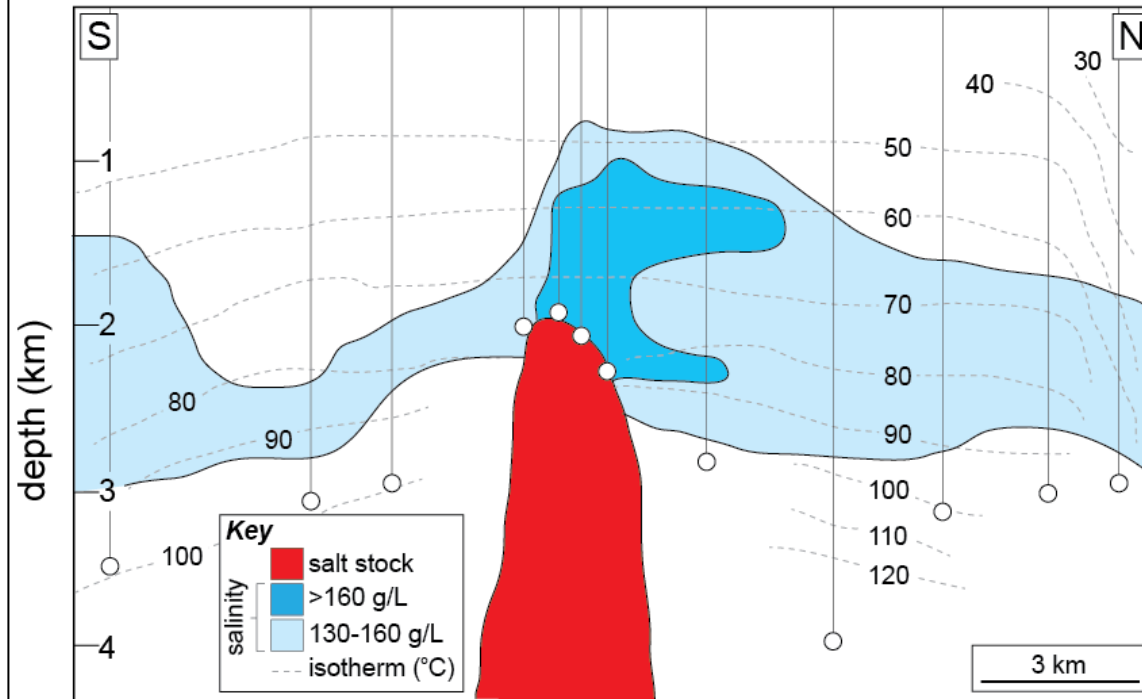 S
N
30
40
1
50
60
2
70
80
80
90
90
3
100
100
110
120
4
depth (km)
Key
salt stock
salinity
>160 g/L
130-160 g/L
isotherm (°C)
3 km